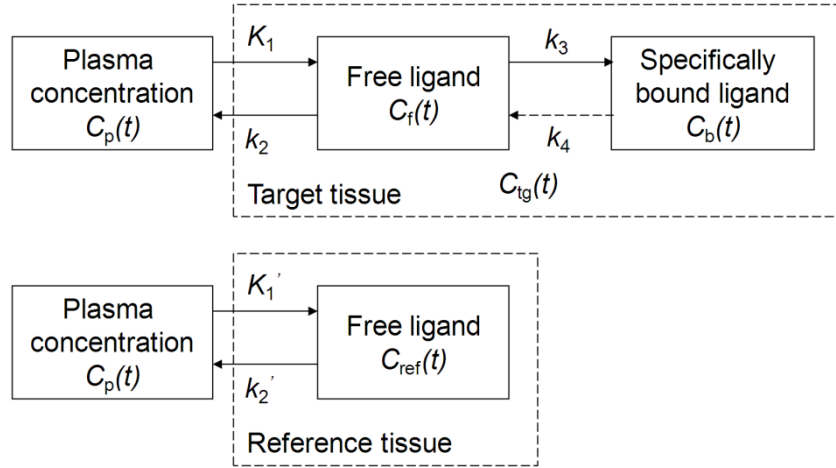 Plasma
concentration
Cp(t)
K1
k2
Free ligand
Cf(t)
k3
k4
Specifically
bound ligand
Cb(t)
Target tissue
Ctg(t)
Plasma
concentration
Cp(t)
K1'
k2'
Free ligand
Cref(t)
Reference tissue